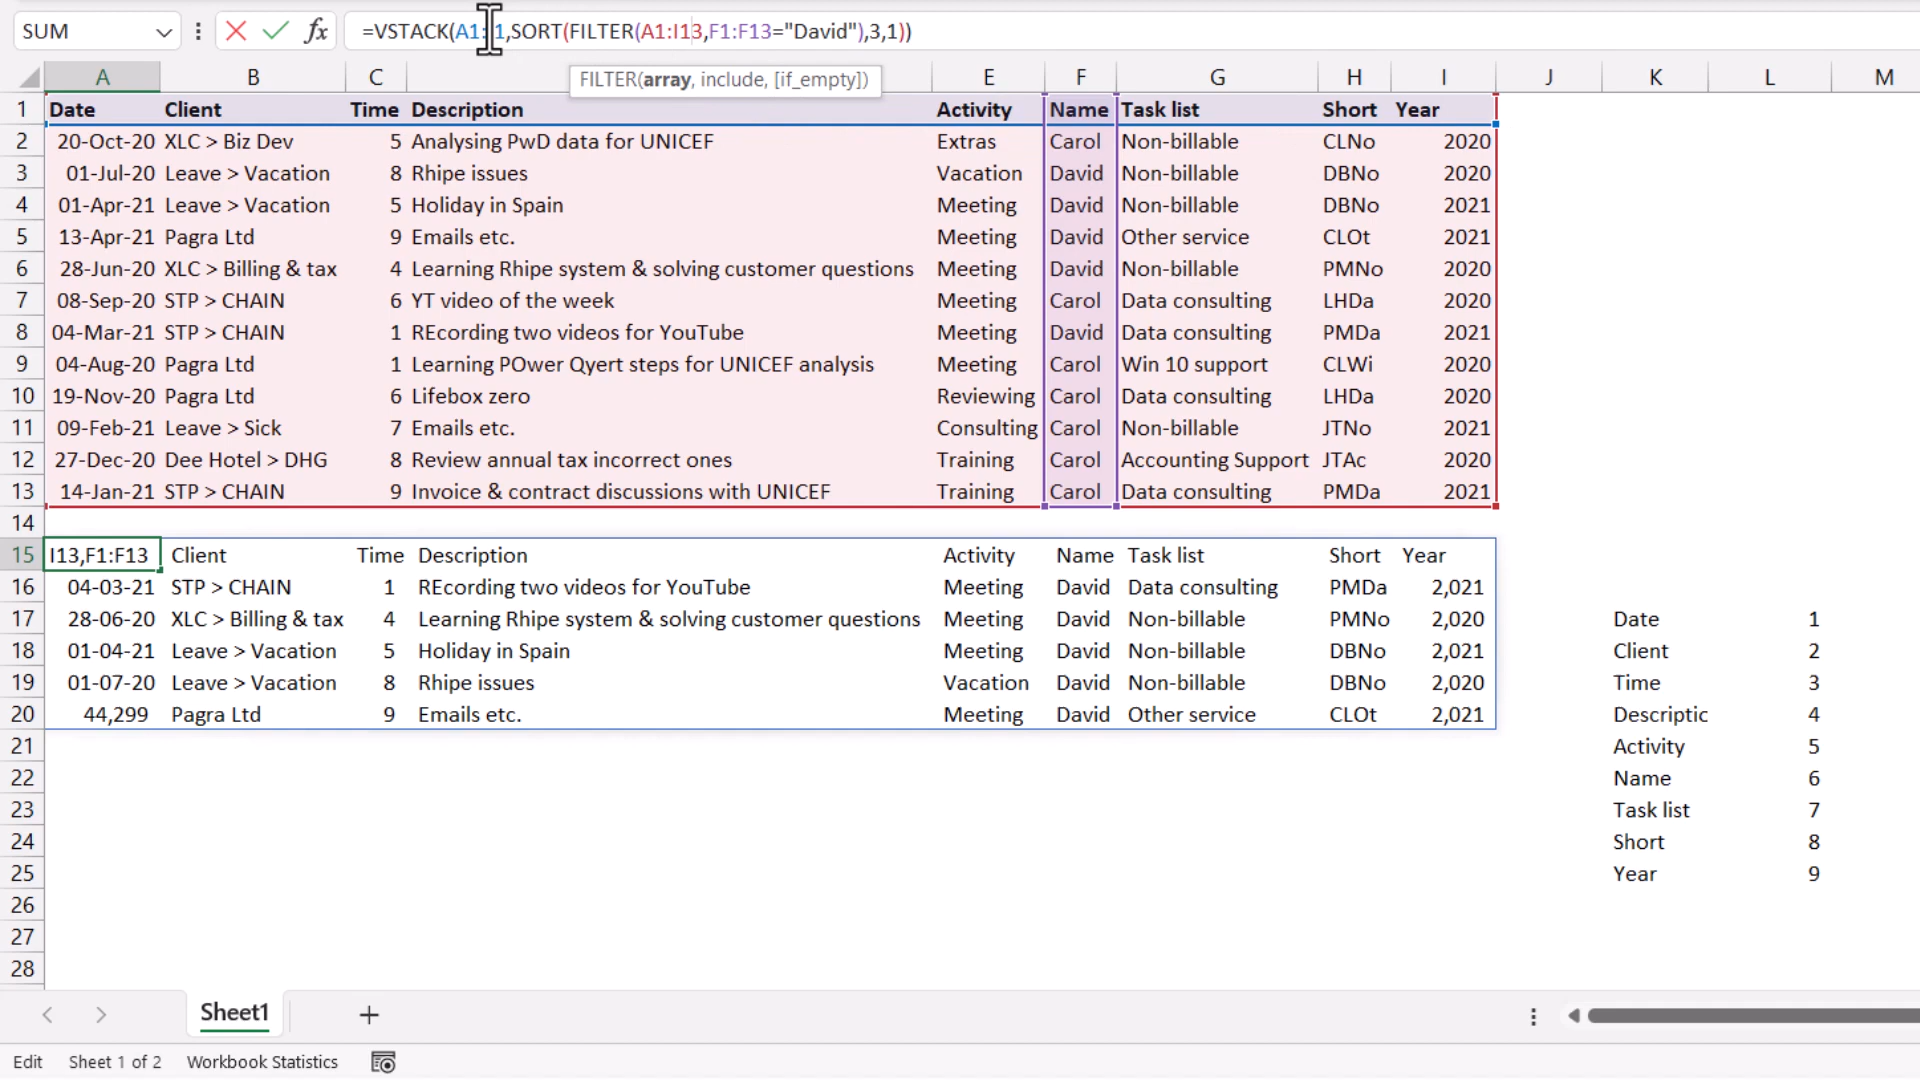 SUM =VSTACK(A1: 1,SORT(FILTER(A1:I13,F1:F13="David"),3,1))
FILTER(array, include, [if_empty])
A B C E F G H I J K L M
1 Date Client Time Description Activity Name Task list Short Year
2 20-Oct-20 XLC > Biz Dev 5 Analysing PwD data for UNICEF Extras Carol Non-billable CLNo 2020
3 01-Jul-20 Leave > Vacation 8 Rhipe issues Vacation David Non-billable DBNo 2020
4 01-Apr-21 Leave > Vacation 5 Holiday in Spain Meeting David Non-billable DBNo 2021
5 13-Apr-21 Pagra Ltd 9 Emails etc. Meeting David Other service CLOt 2021
6 28-Jun-20 XLC > Billing & tax 4 Learning Rhipe system & solving customer questions Meeting David Non-billable PMNo 2020
7 08-Sep-20 STP > CHAIN 6 YT video of the week Meeting Carol Data consulting LHDa 2020
8 04-Mar-21 STP > CHAIN 1 REcording two videos for YouTube Meeting David Data consulting PMDa 2021
9 04-Aug-20 Pagra Ltd 1 Learning POwer Qyert steps for UNICEF analysis Meeting Carol Win 10 support CLWi 2020
10 19-Nov-20 Pagra Ltd 6 Lifebox zero Reviewing Carol Data consulting LHDa 2020
11 09-Feb-21 Leave > Sick 7 Emails etc. Consulting Carol Non-billable JTNo 2021
12 27-Dec-20 Dee Hotel > DHG 8 Review annual tax incorrect ones Training Carol Accounting Support JTAc 2020
13 14-Jan-21 STP > CHAIN 9 Invoice & contract discussions with UNICEF Training Carol Data consulting PMDa 2021
14
15 I13,F1:F13 Client Time Description Activity Name Task list Short Year
16 04-03-21 STP > CHAIN 1 REcording two videos for YouTube Meeting David Data consulting PMDa 2,021
17 28-06-20 XLC > Billing & tax 4 Learning Rhipe system & solving customer questions Meeting David Non-billable PMNo 2,020 Date 1
18 01-04-21 Leave > Vacation 5 Holiday in Spain Meeting David Non-billable DBNo 2,021 Client 2
19 01-07-20 Leave > Vacation 8 Rhipe issues Vacation David Non-billable DBNo 2,020 Time 3
20 44,299 Pagra Ltd 9 Emails etc. Meeting David Other service CLOt 2,021 Descriptic 4
21 Activity 5
22 Name 6
23 Task list 7
24 Short 8
25 Year 9
26
27
28
Sheet1
Edit Sheet 1 of 2 Workbook Statistics